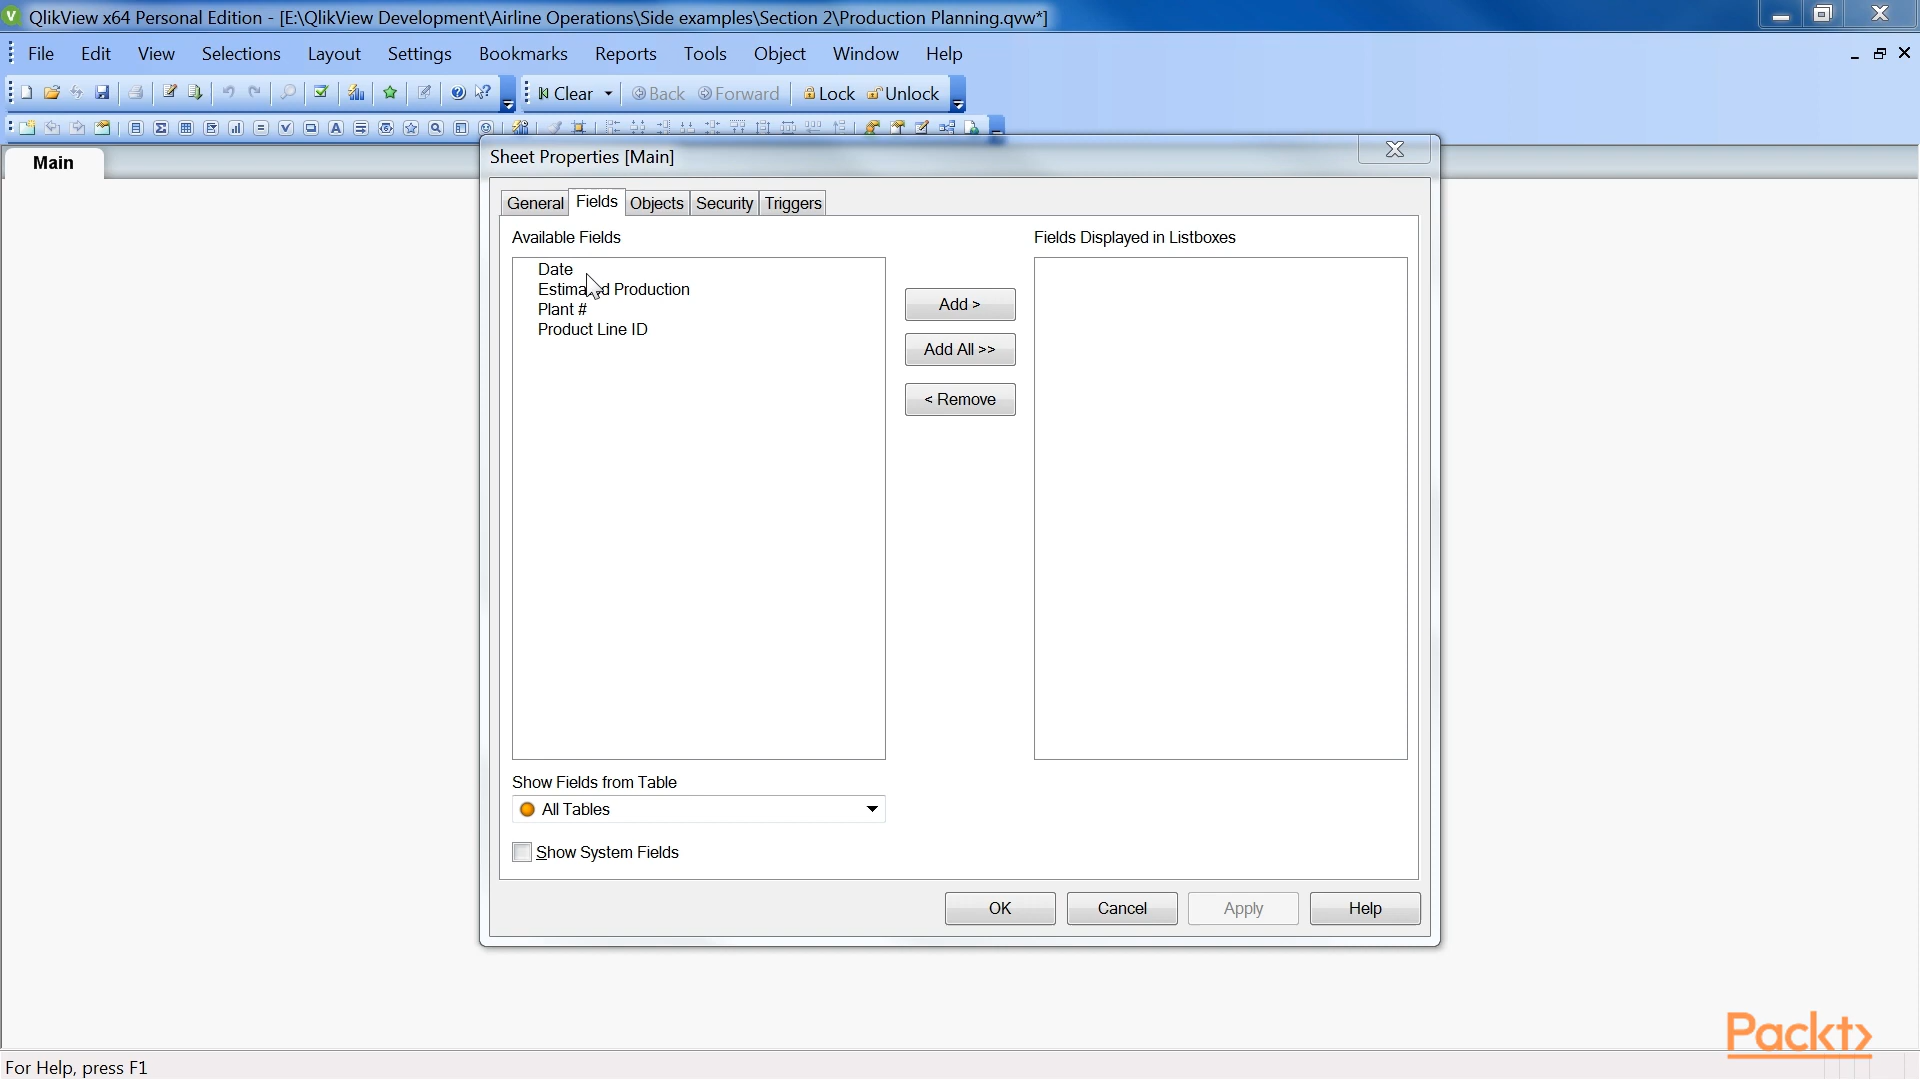 QlikView x64 Personal Edition - [E:\QlikView Development\Airline Operations\Side examples\Section 2\Production Planning.qvw*]
File Edit View Selections Layout Settings Bookmarks Reports Tools Object Window Help
Clear Back Forward Lock Unlock
Main
Sheet Properties [Main]
General Fields Objects Security Triggers
Available Fields
Fields Displayed in Listboxes
Date
Estimated Production
Plant #
Product Line ID
Add >
Add All >>
< Remove
Show Fields from Table
All Tables
Show System Fields
OK Cancel Apply Help
Packt>
For Help, press F1